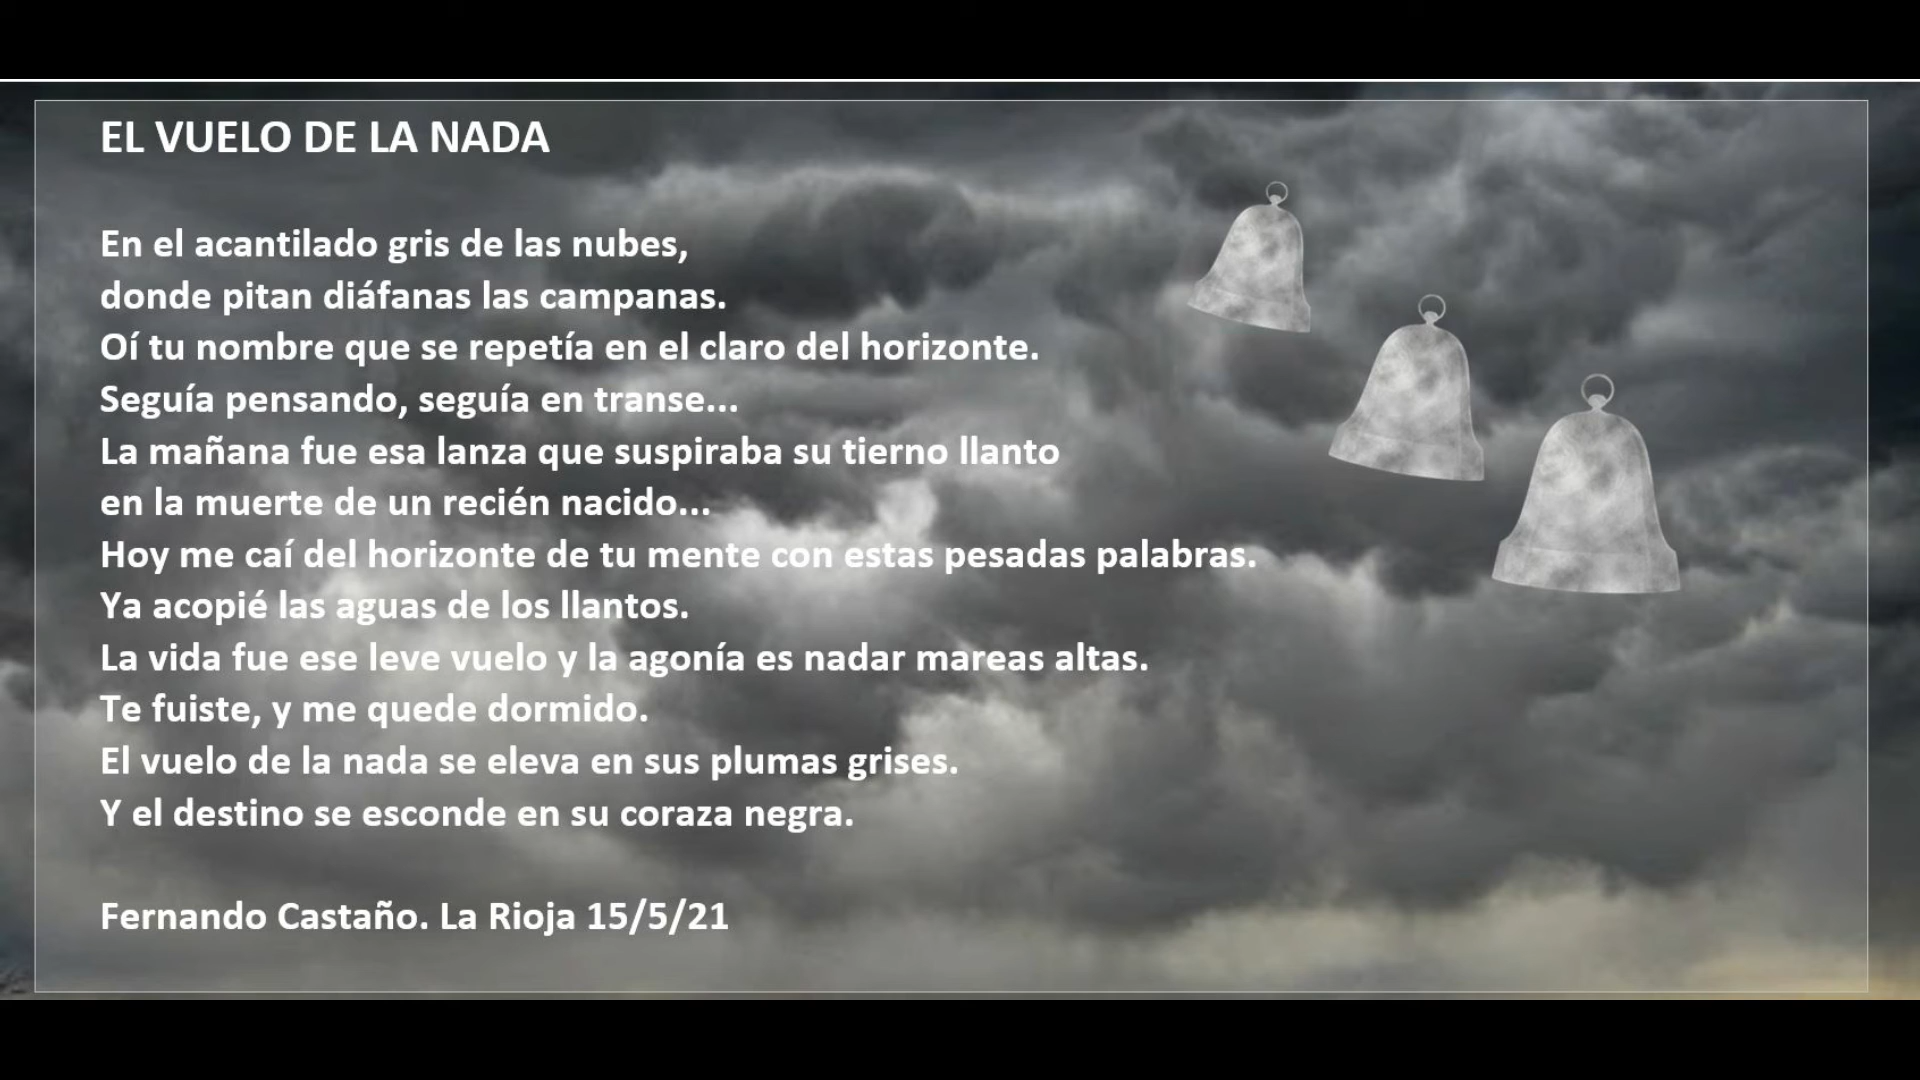 EL VUELO DE LA NADA
En el acantilado gris de las nubes,
donde pitan diáfanas las campanas.
Oí tu nombre que se repetía en el claro del horizonte.
Seguía pensando, seguía en transe...
La mañana fue esa lanza que suspiraba su tierno llanto
en la muerte de un recién nacido...
Hoy me caí del horizonte de tu mente con estas pesadas palabras.
Ya acopié las aguas de los llantos.
La vida fue ese leve vuelo y la agonía es nadar mareas altas.
Te fuiste, y me quede dormido.
El vuelo de la nada se eleva en sus plumas grises.
Y el destino se esconde en su coraza negra.
Fernando Castaño. La Rioja 15/5/21